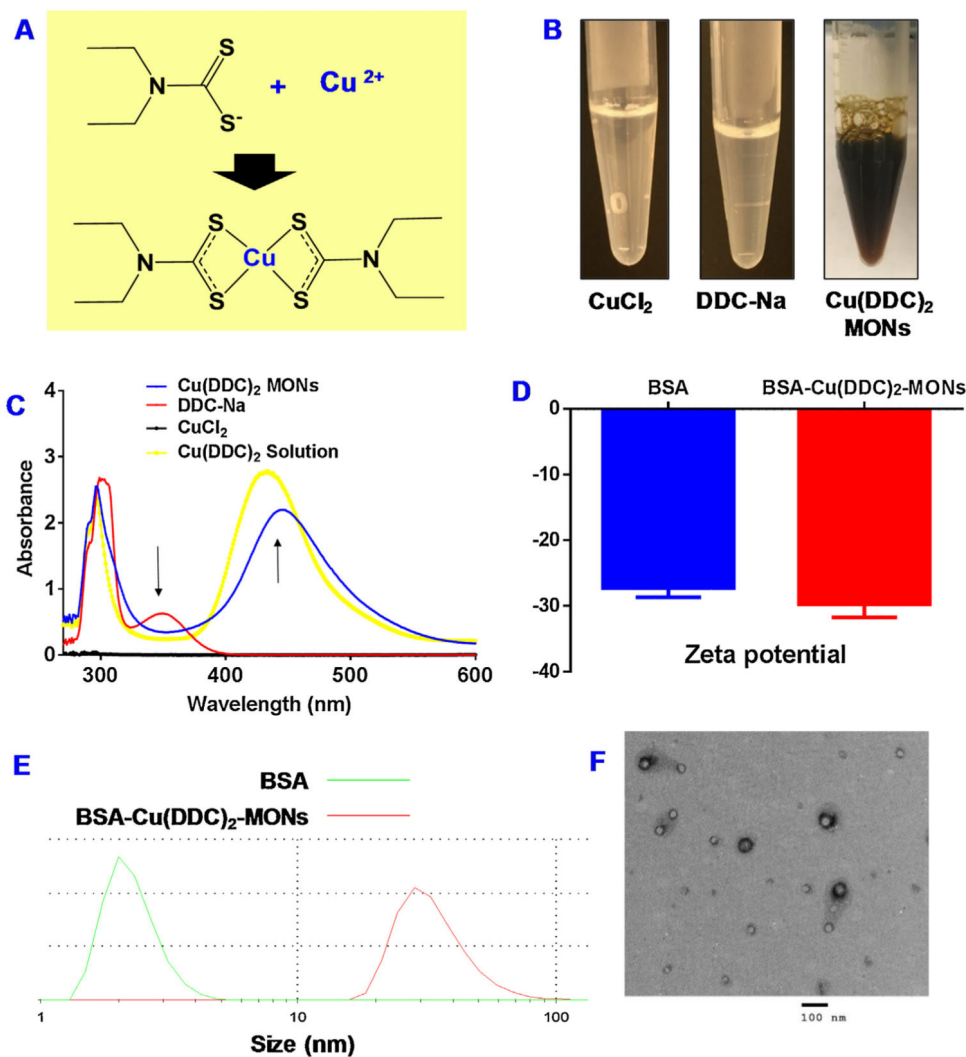 A
S
N
+ Cu 2+
S-
S S
N Cu N
S S
B
0
CuCl2
DDC-Na
Cu(DDC)2
MONs
C
Cu(DDC)2 MONs
DDC-Na
CuCl2
Cu(DDC)2 Solution
4
3
2
1
0
Absorbance
300 400 500 600
Wavelength (nm)
D
BSA BSA-Cu(DDC)2-MONs
0
-10
-20
-30
-40
Zeta potential
E
BSA
BSA-Cu(DDC)2-MONs
1 10 100
Size (nm)
F
100 nm